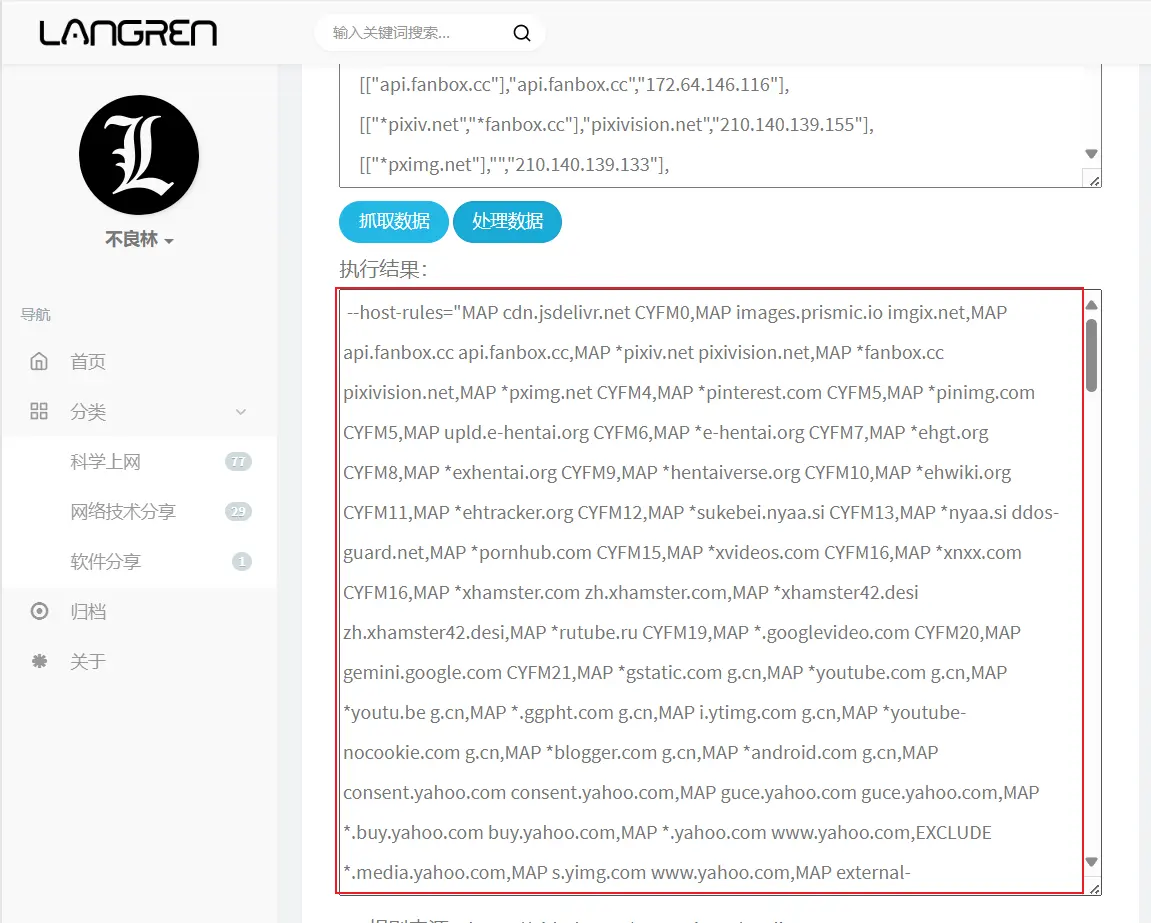 LANGREN
输入关键词搜索...
不良林
导航
首页
分类
科学上网 77
网络技术分享 29
软件分享 1
归档
关于
[["api.fanbox.cc"],"api.fanbox.cc","172.64.146.116"],
[["*pixiv.net","*fanbox.cc"],"pixivision.net","210.140.139.155"],
[["*pximg.net"],"","210.140.139.133"],
抓取数据 处理数据
执行结果：
--host-rules="MAP cdn.jsdelivr.net CYFM0,MAP images.prismic.io imgix.net,MAP
api.fanbox.cc api.fanbox.cc,MAP *pixiv.net pixivision.net,MAP *fanbox.cc
pixivision.net,MAP *pximg.net CYFM4,MAP *pinterest.com CYFM5,MAP *pinimg.com
CYFM5,MAP upld.e-hentai.org CYFM6,MAP *e-hentai.org CYFM7,MAP *ehgt.org
CYFM8,MAP *exhentai.org CYFM9,MAP *hentaiverse.org CYFM10,MAP *ehwiki.org
CYFM11,MAP *ehtracker.org CYFM12,MAP *sukebei.nyaa.si CYFM13,MAP *nyaa.si ddos-
guard.net,MAP *pornhub.com CYFM15,MAP *xvideos.com CYFM16,MAP *xnxx.com
CYFM16,MAP *xhamster.com zh.xhamster.com,MAP *xhamster42.desi
zh.xhamster42.desi,MAP *rutube.ru CYFM19,MAP *.googlevideo.com CYFM20,MAP
gemini.google.com CYFM21,MAP *gstatic.com g.cn,MAP *youtube.com g.cn,MAP
*youtu.be g.cn,MAP *.ggpht.com g.cn,MAP i.ytimg.com g.cn,MAP *youtube-
nocookie.com g.cn,MAP *blogger.com g.cn,MAP *android.com g.cn,MAP
consent.yahoo.com consent.yahoo.com,MAP guce.yahoo.com guce.yahoo.com,MAP
*.buy.yahoo.com buy.yahoo.com,MAP *.yahoo.com www.yahoo.com,EXCLUDE
*.media.yahoo.com,MAP s.yimg.com www.yahoo.com,MAP external-